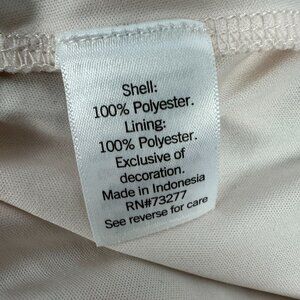 Shell:
100% Polyester.
Lining:
100% Polyester.
Exclusive of
decoration.
Made in Indonesia
RN#73277
See reverse for care